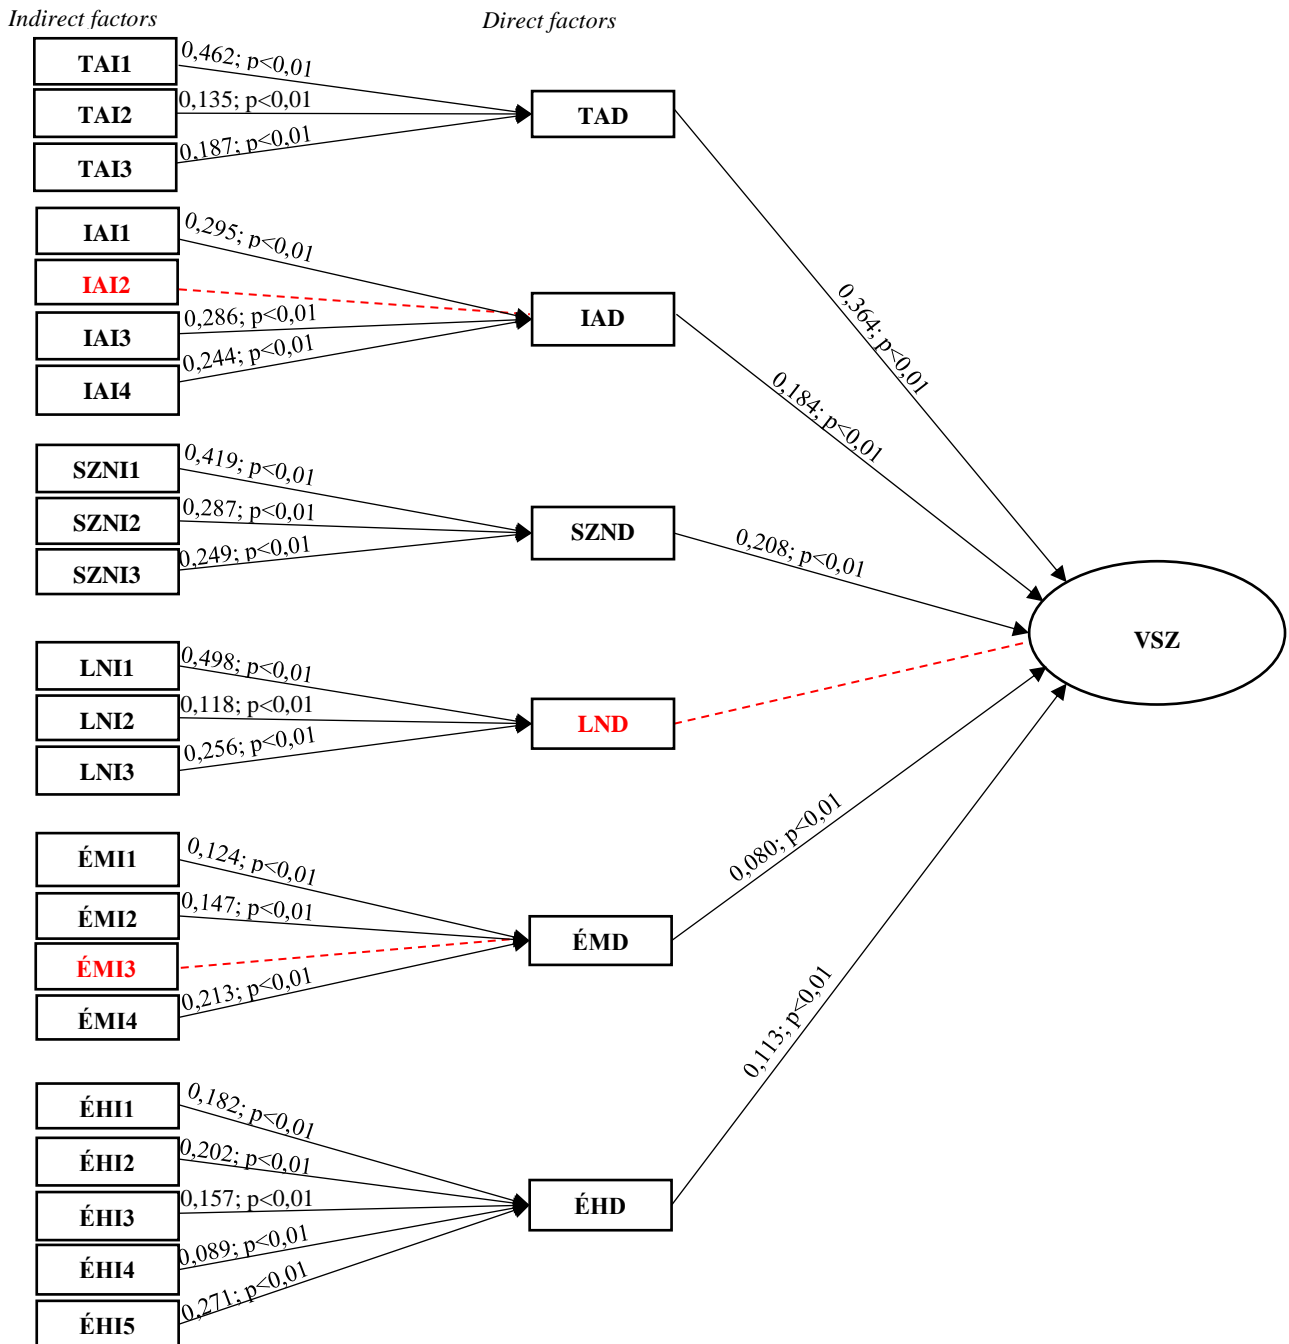 Indirect factors
Direct factors
TAI1
0,462; p<0,01
TAI2
0,135; p<0,01
TAI3
0,187; p<0,01
TAD
IAI1
0,295; p<0,01
IAI2
IAI3
0,286; p<0,01
IAI4
0,244; p<0,01
IAD
SZNI1
0,419; p<0,01
SZNI2
0,287; p<0,01
SZNI3
0,249; p<0,01
SZND
LNI1
0,498; p<0,01
LNI2
0,118; p<0,01
LNI3
0,256; p<0,01
LND
ÉMI1
0,124; p<0,01
ÉMI2
0,147; p<0,01
ÉMI3
ÉMI4
0,213; p<0,01
ÉMD
ÉHI1
0,182; p<0,01
ÉHI2
0,202; p<0,01
ÉHI3
0,157; p<0,01
ÉHI4
0,089; p<0,01
ÉHI5
0,271; p<0,01
ÉHD
0,364; p<0,01
0,184; p<0,01
0,208; p<0,01
0,080; p<0,01
0,113; p<0,01
VSZ